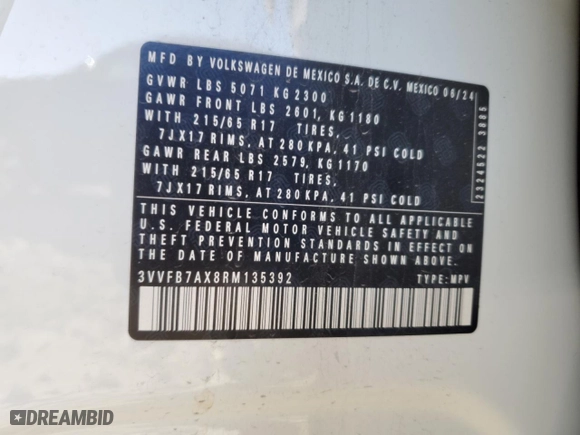 MFD BY VOLKSWAGEN DE MEXICO S.A. DE C.V. MEXICO 06/24
GVWR LBS 5071 KG 2300
GAWR FRONT LBS 2601, KG 1180
WITH 215/65 R17 TIRES,
7JX17 RIMS, AT 280 KPA, 41 PSI COLD
GAWR REAR LBS 2579, KG 1170
WITH 215/65 R17 TIRES,
7JX17 RIMS, AT 280 KPA, 41 PSI COLD
THIS VEHICLE CONFORMS TO ALL APPLICABLE
U.S. FEDERAL MOTOR VEHICLE SAFETY AND
THEFT PREVENTION STANDARDS IN EFFECT ON
THE DATE OF MANUFACTURE SHOWN ABOVE.
3VVFB7AX8RM135392 TYPE: MPV
2324522 3885
DREAMBID